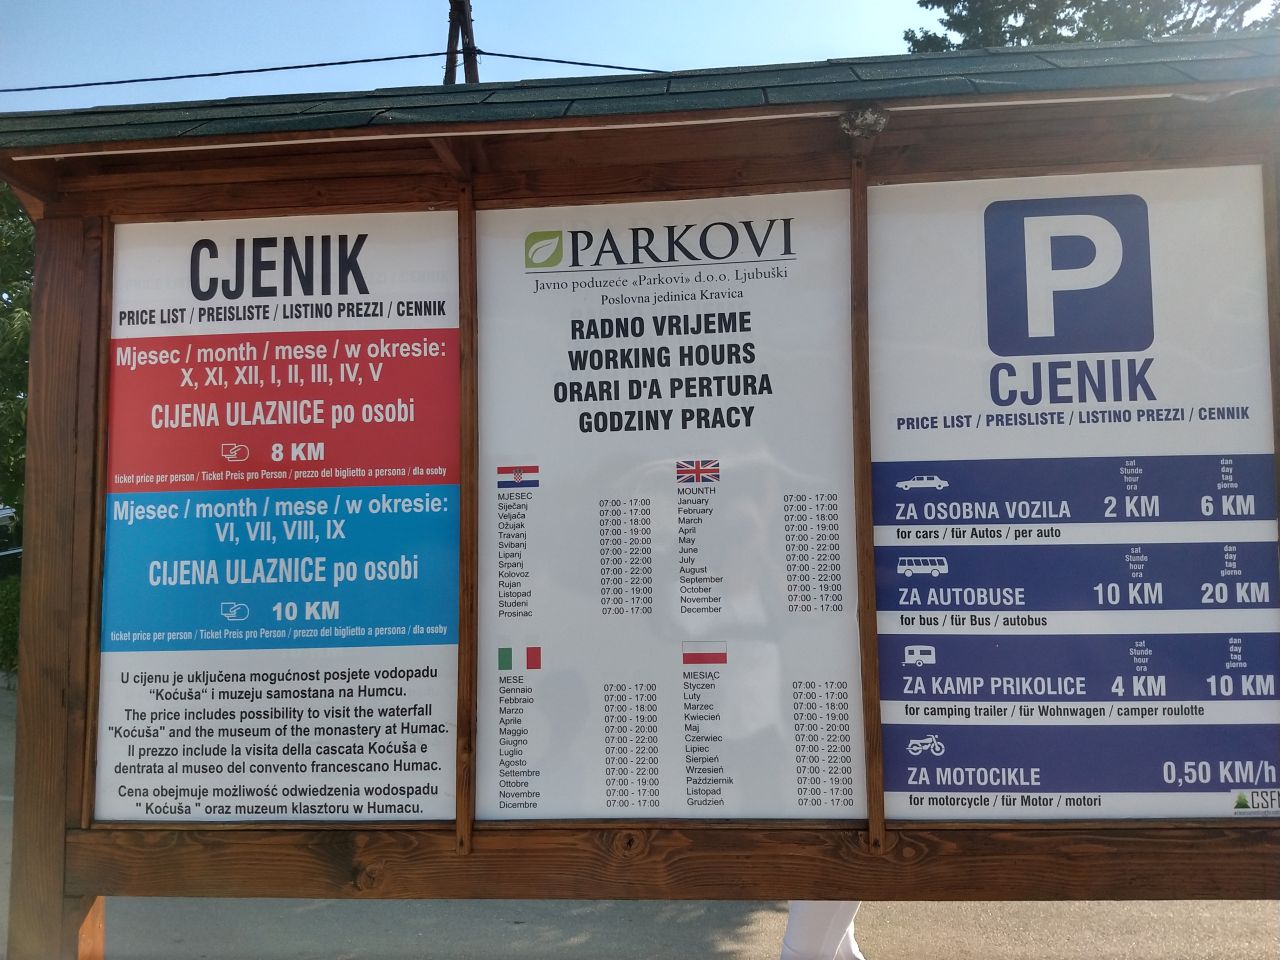 CJENIK
PRICE LIST / PREISLISTE / LISTINO PREZZI / CENNIK
Mjesec / month / mese / w okresie:
X, XI, XII, I, II, III, IV, V
CIJENA ULAZNICE po osobi
8 KM
ticket price per person / Ticket Preis pro Person / prezzo del biglietto a persona / dla osoby
Mjesec / month / mese / w okresie:
VI, VII, VIII, IX
CIJENA ULAZNICE po osobi
10 KM
ticket price per person / Ticket Preis pro Person / prezzo del biglietto a persona / dla osoby
U cijenu je uključena mogućnost posjete vodopadu
“Koćuša“ i muzeju samostana na Humcu.
The price includes possibility to visit the waterfall
"Koćuša" and the museum of the monastery at Humac.
Il prezzo include la visita della cascata Koćuša e
dentrata al museo del convento francescano Humac.
Cena obejmuje możliwość odwiedzenia wodospadu
" Koćuša " oraz muzeum klasztoru w Humacu.
PARKOVI
Javno poduzeće «Parkovi» d.o.o. Ljubuški
Poslovna jedinica Kravica
RADNO VRIJEME
WORKING HOURS
ORARI D'A PERTURA
GODZINY PRACY
MJESEC
Siječanj 07:00 - 17:00
Veljača 07:00 - 17:00
Ožujak 07:00 - 18:00
Travanj 07:00 - 19:00
Svibanj 07:00 - 20:00
Lipanj 07:00 - 22:00
Srpanj 07:00 - 22:00
Kolovoz 07:00 - 22:00
Rujan 07:00 - 22:00
Listopad 07:00 - 19:00
Studeni 07:00 - 17:00
Prosinac 07:00 - 17:00
MOUNTH
January 07:00 - 17:00
February 07:00 - 17:00
March 07:00 - 18:00
April 07:00 - 19:00
May 07:00 - 20:00
June 07:00 - 22:00
July 07:00 - 22:00
August 07:00 - 22:00
September 07:00 - 22:00
October 07:00 - 19:00
November 07:00 - 17:00
December 07:00 - 17:00
MESE
Gennaio 07:00 - 17:00
Febbraio 07:00 - 17:00
Marzo 07:00 - 18:00
Aprile 07:00 - 19:00
Maggio 07:00 - 20:00
Giugno 07:00 - 22:00
Luglio 07:00 - 22:00
Agosto 07:00 - 22:00
Settembre 07:00 - 22:00
Ottobre 07:00 - 19:00
Novembre 07:00 - 17:00
Dicembre 07:00 - 17:00
MIESIĄC
Styczen 07:00 - 17:00
Luty 07:00 - 17:00
Marzec 07:00 - 18:00
Kwiecień 07:00 - 19:00
Maj 07:00 - 20:00
Czerwiec 07:00 - 22:00
Lipiec 07:00 - 22:00
Sierpień 07:00 - 22:00
Wrzesień 07:00 - 22:00
Październik 07:00 - 19:00
Listopad 07:00 - 17:00
Grudzień 07:00 - 17:00
P
CJENIK
PRICE LIST / PREISLISTE / LISTINO PREZZI / CENNIK
sat dan
Stunde day
hour tag
ora giorno
ZA OSOBNA VOZILA 2 KM 6 KM
for cars / für Autos / per auto
sat dan
Stunde day
hour tag
ora giorno
ZA AUTOBUSE 10 KM 20 KM
for bus / für Bus / autobus
sat dan
Stunde day
hour tag
ora giorno
ZA KAMP PRIKOLICE 4 KM 10 KM
for camping trailer / für Wohnwagen / camper roulotte
ZA MOTOCIKLE 0,50 KM/h
for motorcycle / für Motor / motori